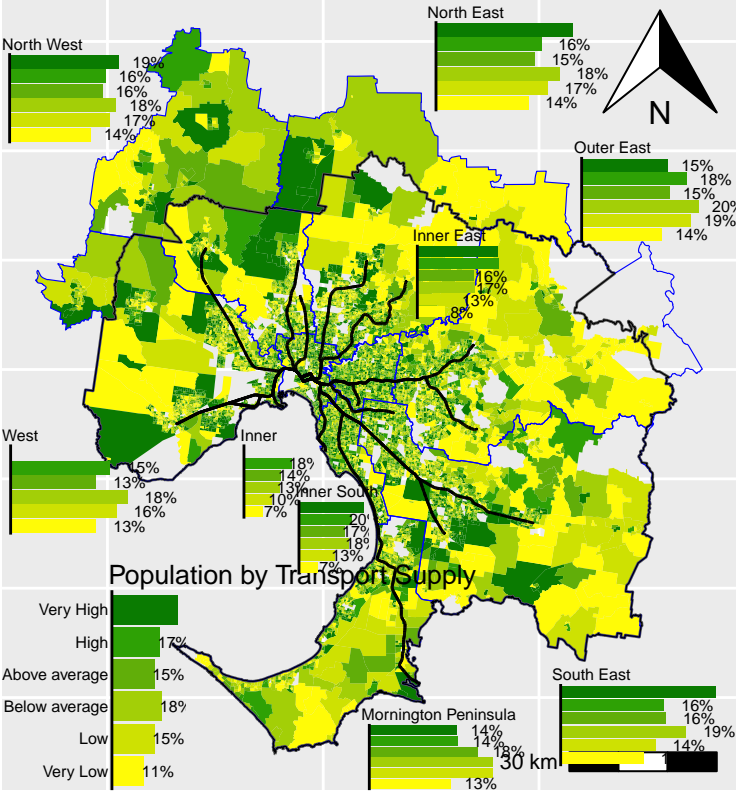 North East
16%
15%
18%
17%
14%
North West
19%
16%
16%
18%
17%
14%
N
Outer East
15%
18%
15%
20%
19%
14%
Inner East
16%
17%
13%
8%
West
15%
13%
18%
16%
13%
Inner
18%
14%
13%
10%
7%
Inner South
20%
17%
18%
13%
7%
Population by Transport Supply
Very High
High 17%
Above average 15%
Below average 18%
Low 15%
Very Low 11%
Mornington Peninsula
14%
14%
18%
13%
South East
16%
16%
19%
14%
30 km